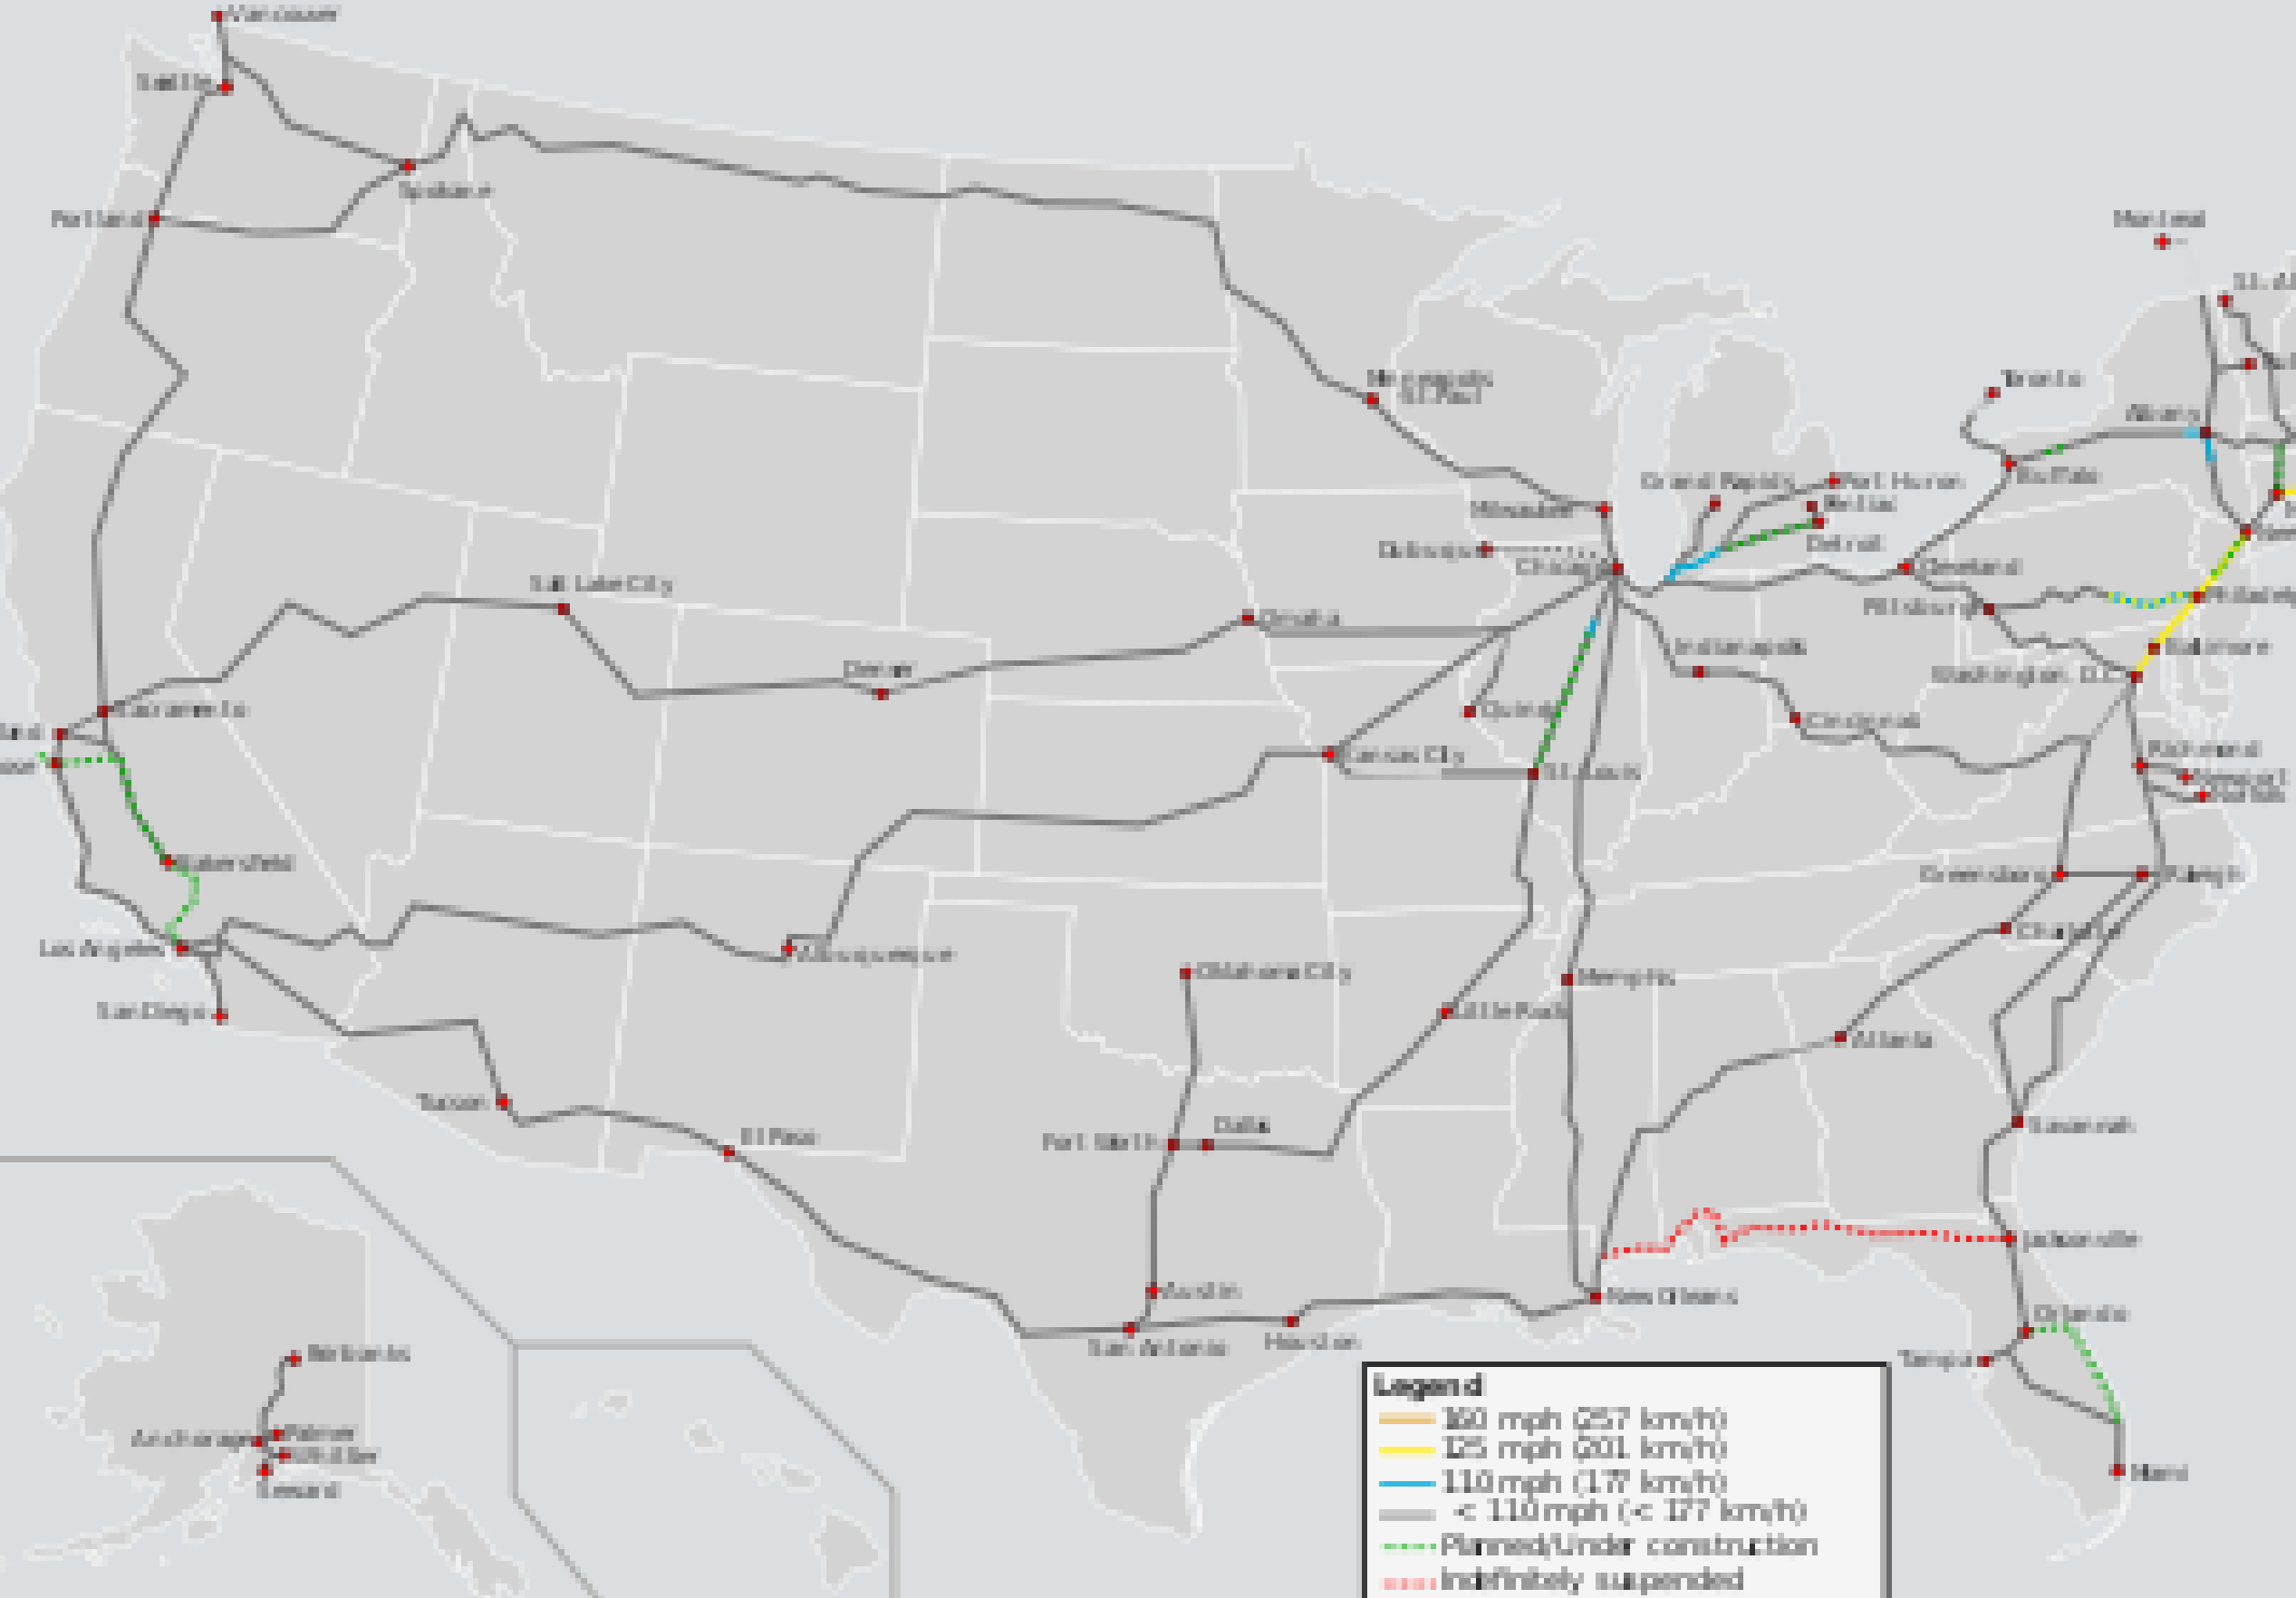 Vancouver
Seattle
Spokane
Portland
Montreal
Minneapolis
St. Paul
Toronto
Albany
Buffalo
Grand Rapids
Port Huron
Pontiac
Detroit
Milwaukee
Dubuque
Chicago
Cleveland
Salt Lake City
Omaha
Pittsburgh
Baltimore
Indianapolis
Washington, D.C.
Denver
Sacramento
Quincy
Cincinnati
Kansas City
St. Louis
Richmond
Newport
Norfolk
Bakersfield
Greensboro
Raleigh
Charlotte
Los Angeles
Albuquerque
Oklahoma City
Memphis
San Diego
Little Rock
Atlanta
Tucson
El Paso
Fort Worth
Dallas
Savannah
Jacksonville
Austin
New Orleans
Orlando
San Antonio
Houston
Tampa
Fairbanks
Anchorage
Palmer
Whittier
Seward
Miami
Legend
160 mph (257 km/h)
125 mph (201 km/h)
110 mph (177 km/h)
< 110 mph (< 177 km/h)
Planned/Under construction
Indefinitely suspended